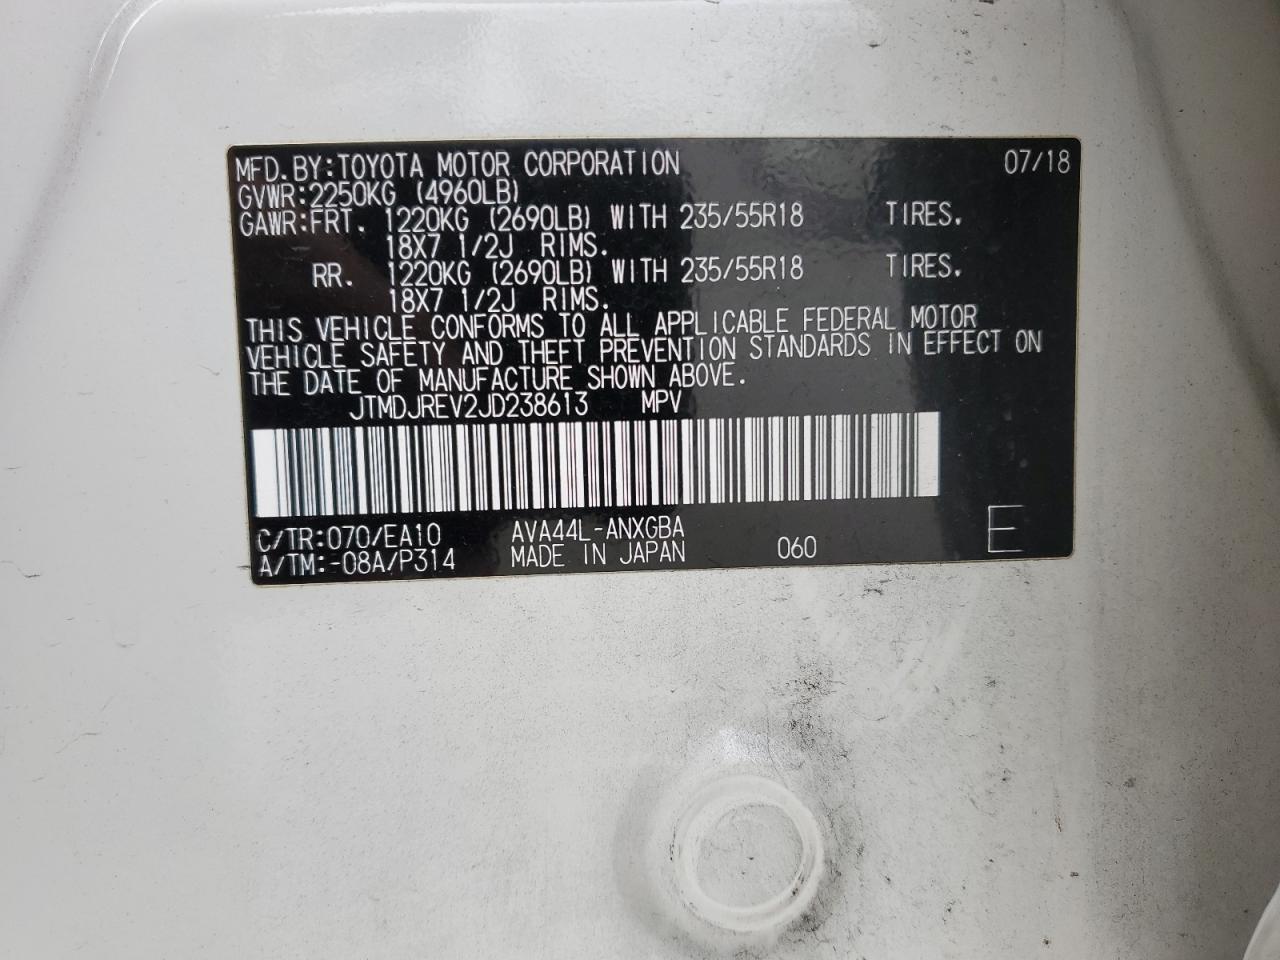 MFD.BY:TOYOTA MOTOR CORPORATION 07/18
GVWR:2250KG (4960LB)
GAWR:FRT. 1220KG (2690LB) WITH 235/55R18 TIRES.
18X7 1/2J RIMS.
RR. 1220KG (2690LB) WITH 235/55R18 TIRES.
18X7 1/2J RIMS.
THIS VEHICLE CONFORMS TO ALL APPLICABLE FEDERAL MOTOR
VEHICLE SAFETY AND THEFT PREVENTION STANDARDS IN EFFECT ON
THE DATE OF MANUFACTURE SHOWN ABOVE.
JTMDJREV2JD238613 MPV
C/TR:070/EA10 AVA44L-ANXGBA
A/TM:-08A/P314 MADE IN JAPAN 060 E